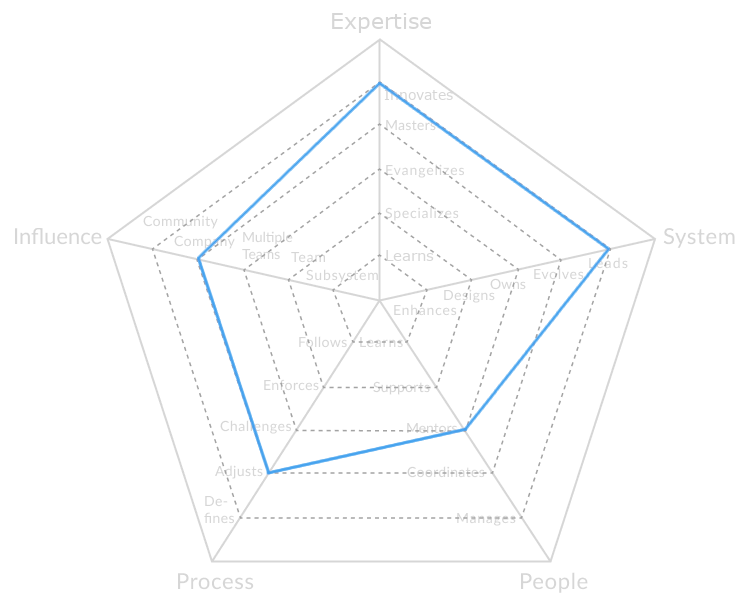 Expertise
Innovates
Masters
Evangelizes
Specializes
Learns
Influence
Community
Company
Multiple
Teams
Team
Subsystem
System
Leads
Evolves
Owns
Designs
Enhances
Follows
Learns
Enforces
Supports
Challenges
Mentors
Adjusts
Coordinates
De-
fines
Manages
Process
People